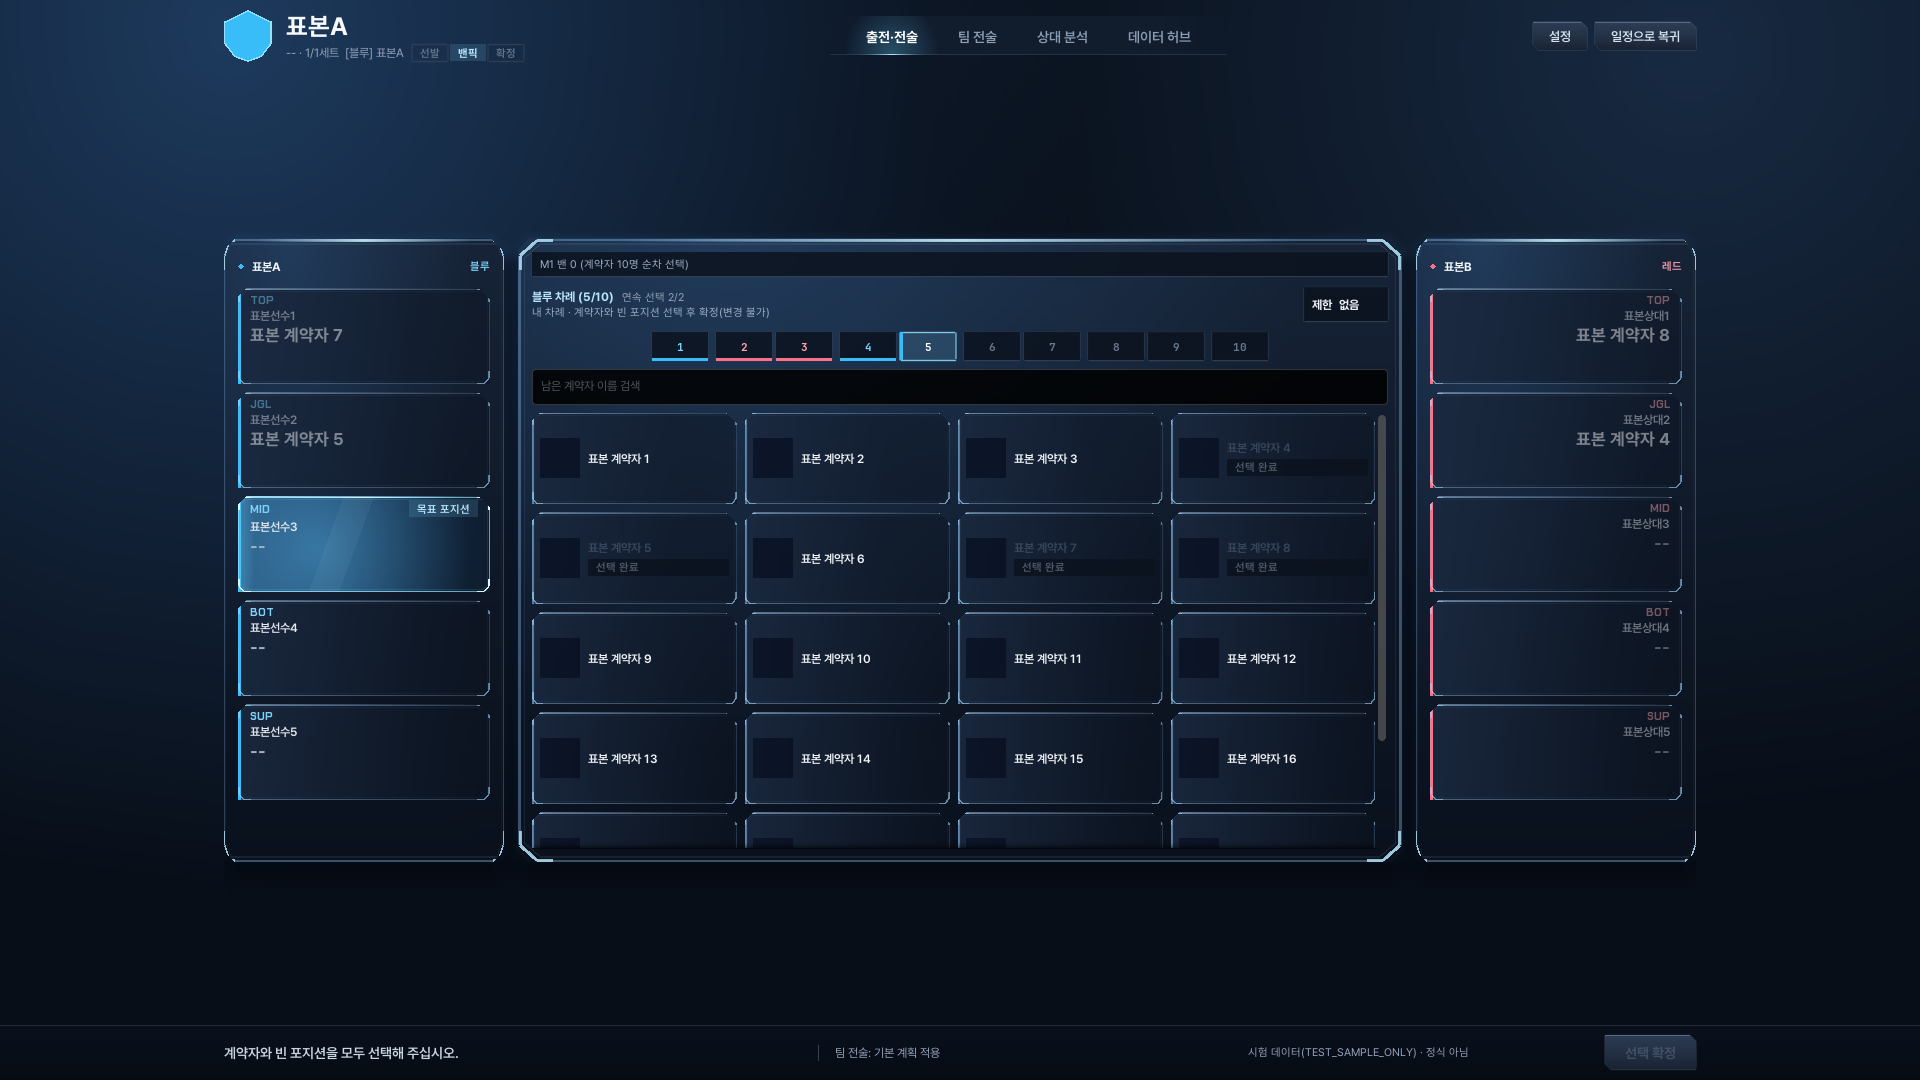 표본A
-- · 1/1세트 [블루] 표본A 선발 밴픽 확정
출전·전술 팀 전술 상대 분석 데이터 허브
설정 일정으로 복귀
표본A 블루
TOP
표본선수1
표본 계약자 7
JGL
표본선수2
표본 계약자 5
MID 목표 포지션
표본선수3
--
BOT
표본선수4
--
SUP
표본선수5
--
M1 밴 0 (계약자 10명 순차 선택)
블루 차례 (5/10) 연속 선택 2/2
내 차례 · 계약자와 빈 포지션 선택 후 확정(변경 불가)
제한 없음
1 2 3 4 5 6 7 8 9 10
남은 계약자 이름 검색
표본 계약자 1
표본 계약자 2
표본 계약자 3
표본 계약자 4
선택 완료
표본 계약자 5
선택 완료
표본 계약자 6
표본 계약자 7
선택 완료
표본 계약자 8
선택 완료
표본 계약자 9
표본 계약자 10
표본 계약자 11
표본 계약자 12
표본 계약자 13
표본 계약자 14
표본 계약자 15
표본 계약자 16
표본B 레드
TOP
표본상대1
표본 계약자 8
JGL
표본상대2
표본 계약자 4
MID
표본상대3
--
BOT
표본상대4
--
SUP
표본상대5
--
계약자와 빈 포지션을 모두 선택해 주십시오.
팀 전술: 기본 계획 적용
시험 데이터(TEST_SAMPLE_ONLY) · 정식 아님
선택 확정